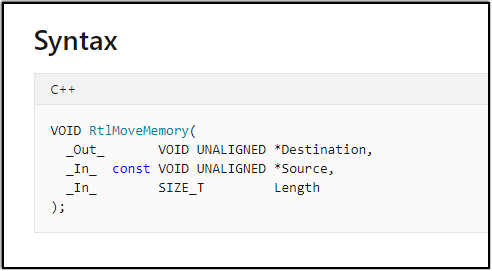 Syntax
C++
VOID RtlMoveMemory(
  _Out_       VOID UNALIGNED *Destination,
  _In_  const VOID UNALIGNED *Source,
  _In_        SIZE_T         Length
);